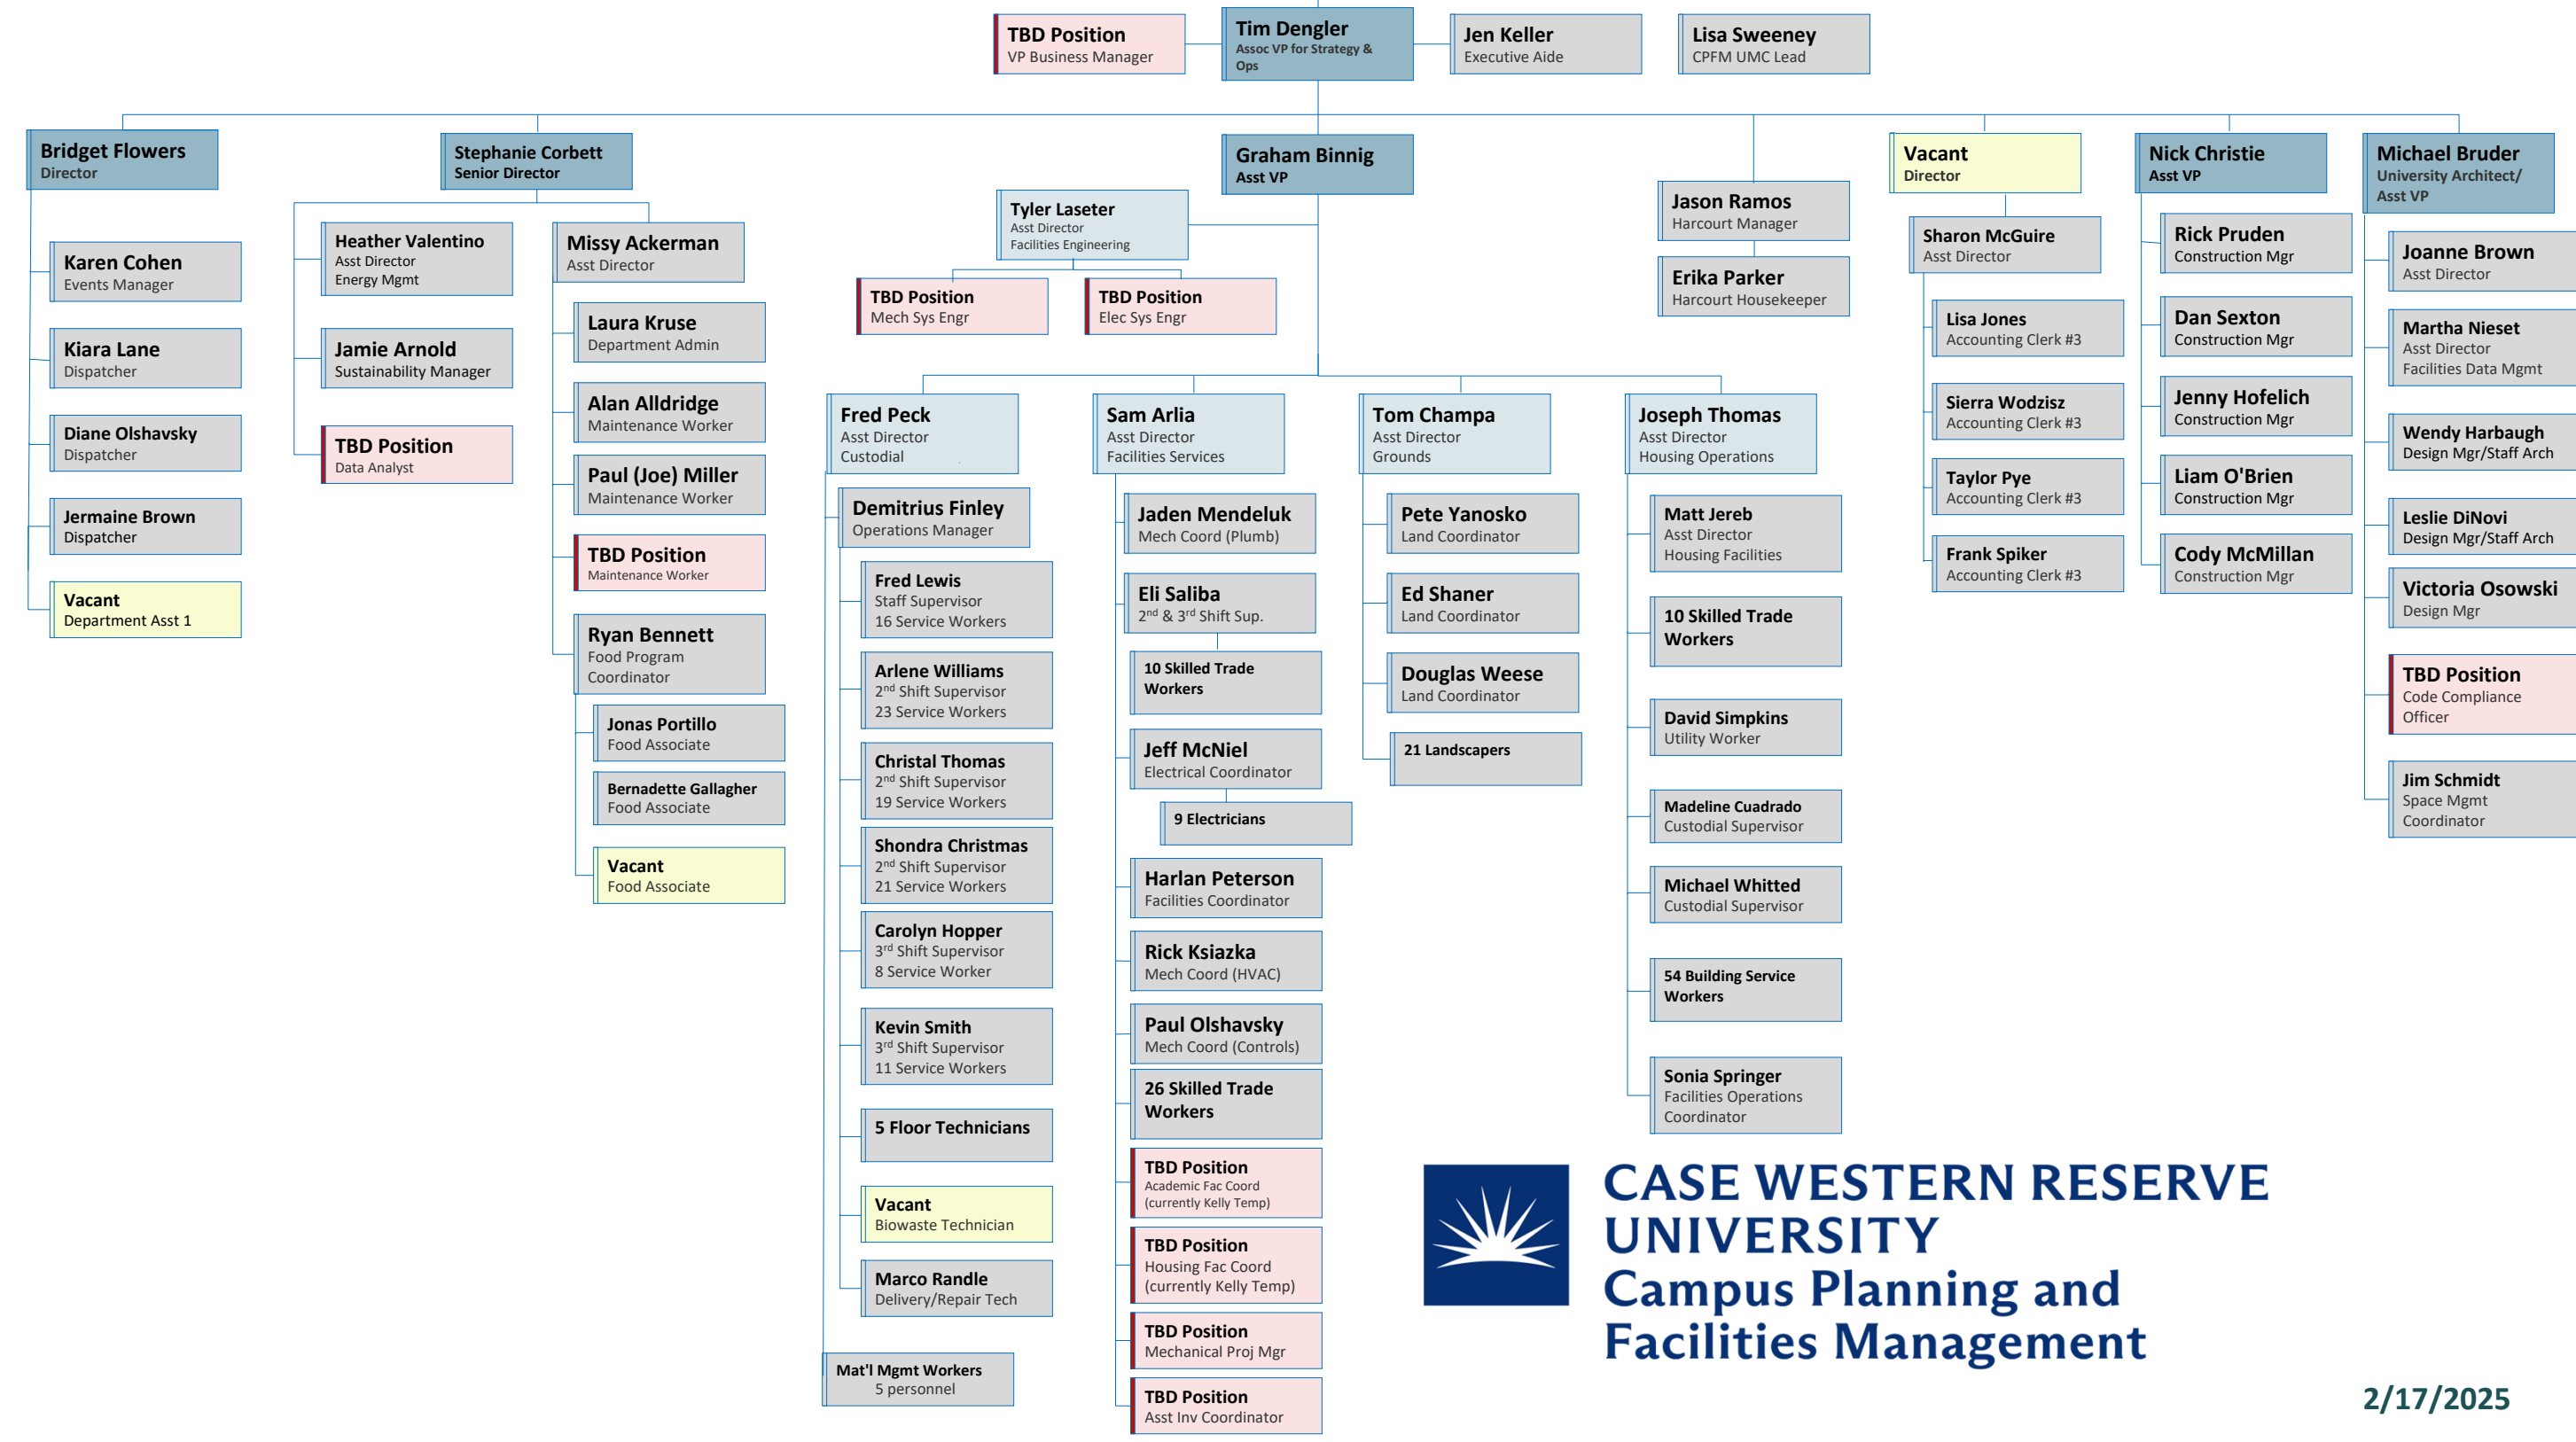 TBD Position
VP Business Manager
Tim Dengler
Assoc VP for Strategy &
Ops
Jen Keller
Executive Aide
Lisa Sweeney
CPFM UMC Lead
Bridget Flowers
Director
Karen Cohen
Events Manager
Kiara Lane
Dispatcher
Diane Olshavsky
Dispatcher
Jermaine Brown
Dispatcher
Vacant
Department Asst 1
Stephanie Corbett
Senior Director
Heather Valentino
Asst Director
Energy Mgmt
Jamie Arnold
Sustainability Manager
TBD Position
Data Analyst
Missy Ackerman
Asst Director
Laura Kruse
Department Admin
Alan Alldridge
Maintenance Worker
Paul (Joe) Miller
Maintenance Worker
TBD Position
Maintenance Worker
Ryan Bennett
Food Program
Coordinator
Jonas Portillo
Food Associate
Bernadette Gallagher
Food Associate
Vacant
Food Associate
Graham Binnig
Asst VP
Tyler Laseter
Asst Director
Facilities Engineering
TBD Position
Mech Sys Engr
TBD Position
Elec Sys Engr
Fred Peck
Asst Director
Custodial
Demitrius Finley
Operations Manager
Fred Lewis
Staff Supervisor
16 Service Workers
Arlene Williams
2nd Shift Supervisor
23 Service Workers
Christal Thomas
2nd Shift Supervisor
19 Service Workers
Shondra Christmas
2nd Shift Supervisor
21 Service Workers
Carolyn Hopper
3rd Shift Supervisor
8 Service Worker
Kevin Smith
3rd Shift Supervisor
11 Service Workers
5 Floor Technicians
Vacant
Biowaste Technician
Marco Randle
Delivery/Repair Tech
Mat'l Mgmt Workers
5 personnel
Sam Arlia
Asst Director
Facilities Services
Jaden Mendeluk
Mech Coord (Plumb)
Eli Saliba
2nd & 3rd Shift Sup.
10 Skilled Trade
Workers
Jeff McNiel
Electrical Coordinator
9 Electricians
Harlan Peterson
Facilities Coordinator
Rick Ksiazka
Mech Coord (HVAC)
Paul Olshavsky
Mech Coord (Controls)
26 Skilled Trade
Workers
TBD Position
Academic Fac Coord
(currently Kelly Temp)
TBD Position
Housing Fac Coord
(currently Kelly Temp)
TBD Position
Mechanical Proj Mgr
TBD Position
Asst Inv Coordinator
Tom Champa
Asst Director
Grounds
Pete Yanosko
Land Coordinator
Ed Shaner
Land Coordinator
Douglas Weese
Land Coordinator
21 Landscapers
Joseph Thomas
Asst Director
Housing Operations
Matt Jereb
Asst Director
Housing Facilities
10 Skilled Trade
Workers
David Simpkins
Utility Worker
Madeline Cuadrado
Custodial Supervisor
Michael Whitted
Custodial Supervisor
54 Building Service
Workers
Sonia Springer
Facilities Operations
Coordinator
Jason Ramos
Harcourt Manager
Erika Parker
Harcourt Housekeeper
Vacant
Director
Sharon McGuire
Asst Director
Lisa Jones
Accounting Clerk #3
Sierra Wodzisz
Accounting Clerk #3
Taylor Pye
Accounting Clerk #3
Frank Spiker
Accounting Clerk #3
Nick Christie
Asst VP
Rick Pruden
Construction Mgr
Dan Sexton
Construction Mgr
Jenny Hofelich
Construction Mgr
Liam O'Brien
Construction Mgr
Cody McMillan
Construction Mgr
Michael Bruder
University Architect/
Asst VP
Joanne Brown
Asst Director
Martha Nieset
Asst Director
Facilities Data Mgmt
Wendy Harbaugh
Design Mgr/Staff Arch
Leslie DiNovi
Design Mgr/Staff Arch
Victoria Osowski
Design Mgr
TBD Position
Code Compliance
Officer
Jim Schmidt
Space Mgmt
Coordinator
CASE WESTERN RESERVE
UNIVERSITY
Campus Planning and
Facilities Management
2/17/2025